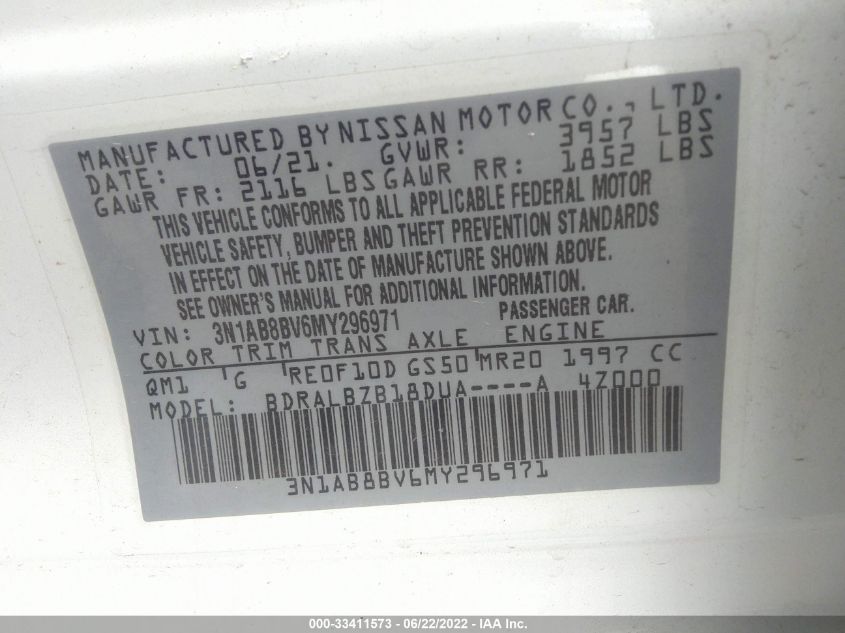 MANUFACTURED BY NISSAN MOTOR CO., LTD.
DATE: 06/21. GVWR: 3957 LBS
GAWR FR: 2116 LBS GAWR RR: 1852 LBS
THIS VEHICLE CONFORMS TO ALL APPLICABLE FEDERAL MOTOR
VEHICLE SAFETY, BUMPER AND THEFT PREVENTION STANDARDS
IN EFFECT ON THE DATE OF MANUFACTURE SHOWN ABOVE.
SEE OWNER'S MANUAL FOR ADDITIONAL INFORMATION.
VIN: 3N1AB8BV6MY296971 PASSENGER CAR.
COLOR TRIM TRANS AXLE ENGINE
QM1 G RE0F10D GS50 MR20 1997 CC
MODEL: BDRALBZB18DUA----A 4Z000
3N1AB8BV6MY296971
000-33411573 - 06/22/2022 - IAA Inc.